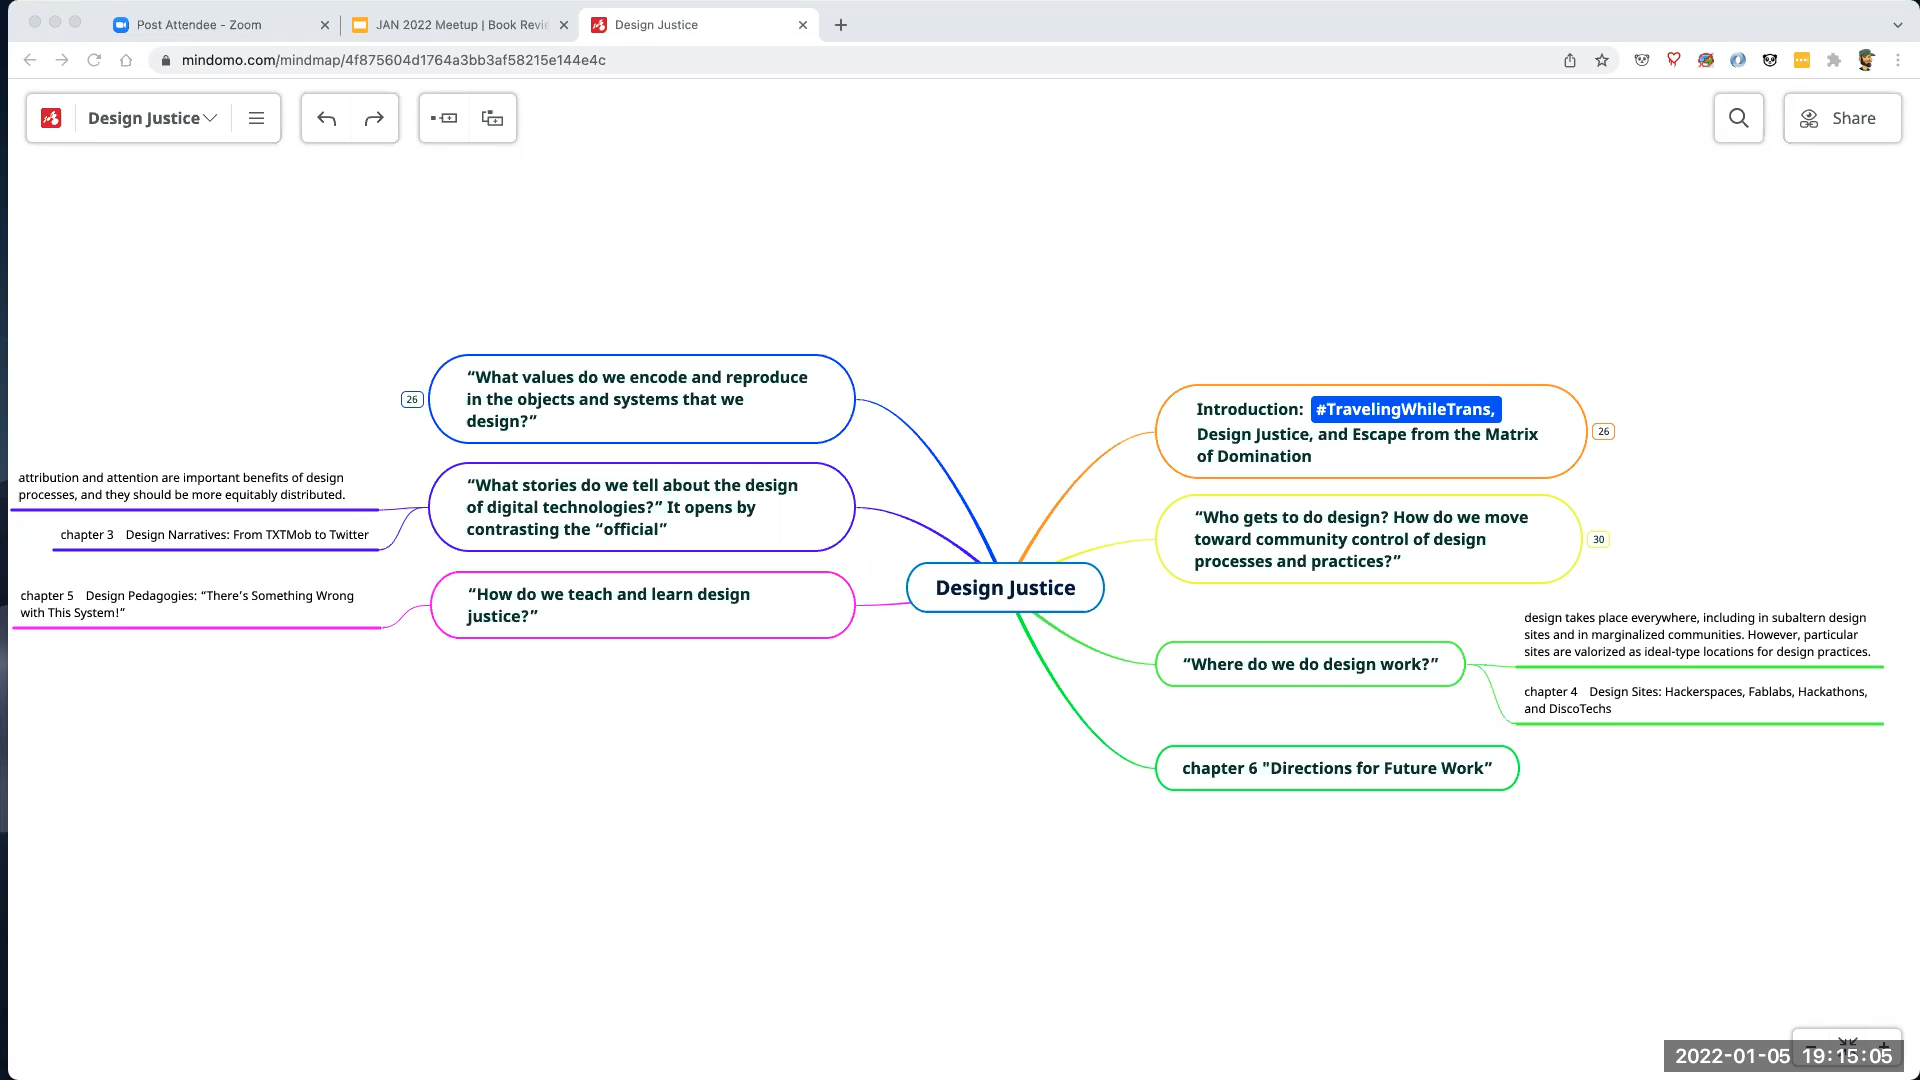 Post Attendee - Zoom
JAN 2022 Meetup | Book Revi
Design Justice
mindomo.com/mindmap/4f875604d1764a3bb3af58215e144e4c
Design Justice
Share
“What values do we encode and reproduce
in the objects and systems that we
design?”
26
attribution and attention are important benefits of design
processes, and they should be more equitably distributed.
chapter 3 Design Narratives: From TXTMob to Twitter
“What stories do we tell about the design
of digital technologies?” It opens by
contrasting the “official”
chapter 5 Design Pedagogies: “There’s Something Wrong
with This System!”
“How do we teach and learn design
justice?”
Design Justice
Introduction: #TravelingWhileTrans,
Design Justice, and Escape from the Matrix
of Domination
26
“Who gets to do design? How do we move
toward community control of design
processes and practices?”
30
“Where do we do design work?”
design takes place everywhere, including in subaltern design
sites and in marginalized communities. However, particular
sites are valorized as ideal-type locations for design practices.
chapter 4 Design Sites: Hackerspaces, Fablabs, Hackathons,
and DiscoTechs
chapter 6 "Directions for Future Work”
2022-01-05 19:15:05